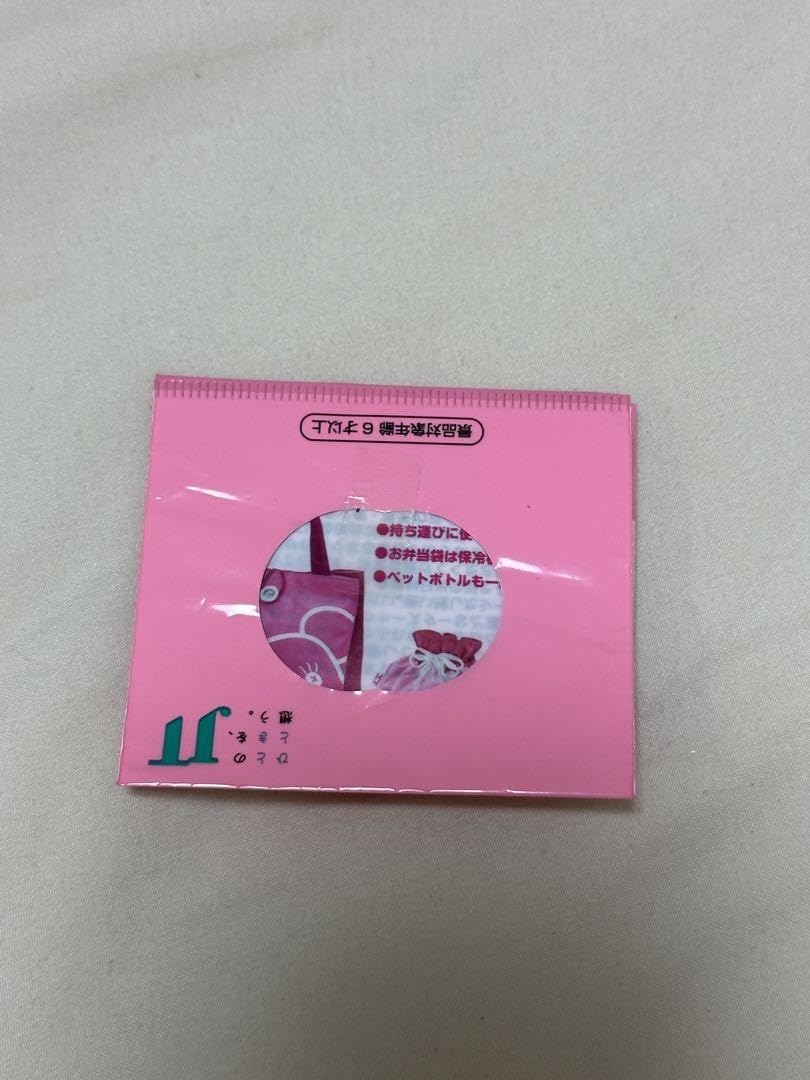 景品対象年齢6才以上
●持ち運びに便
●お弁当袋は保冷
●ペットボトルも一
ひとの
ときを、
想う。
JT